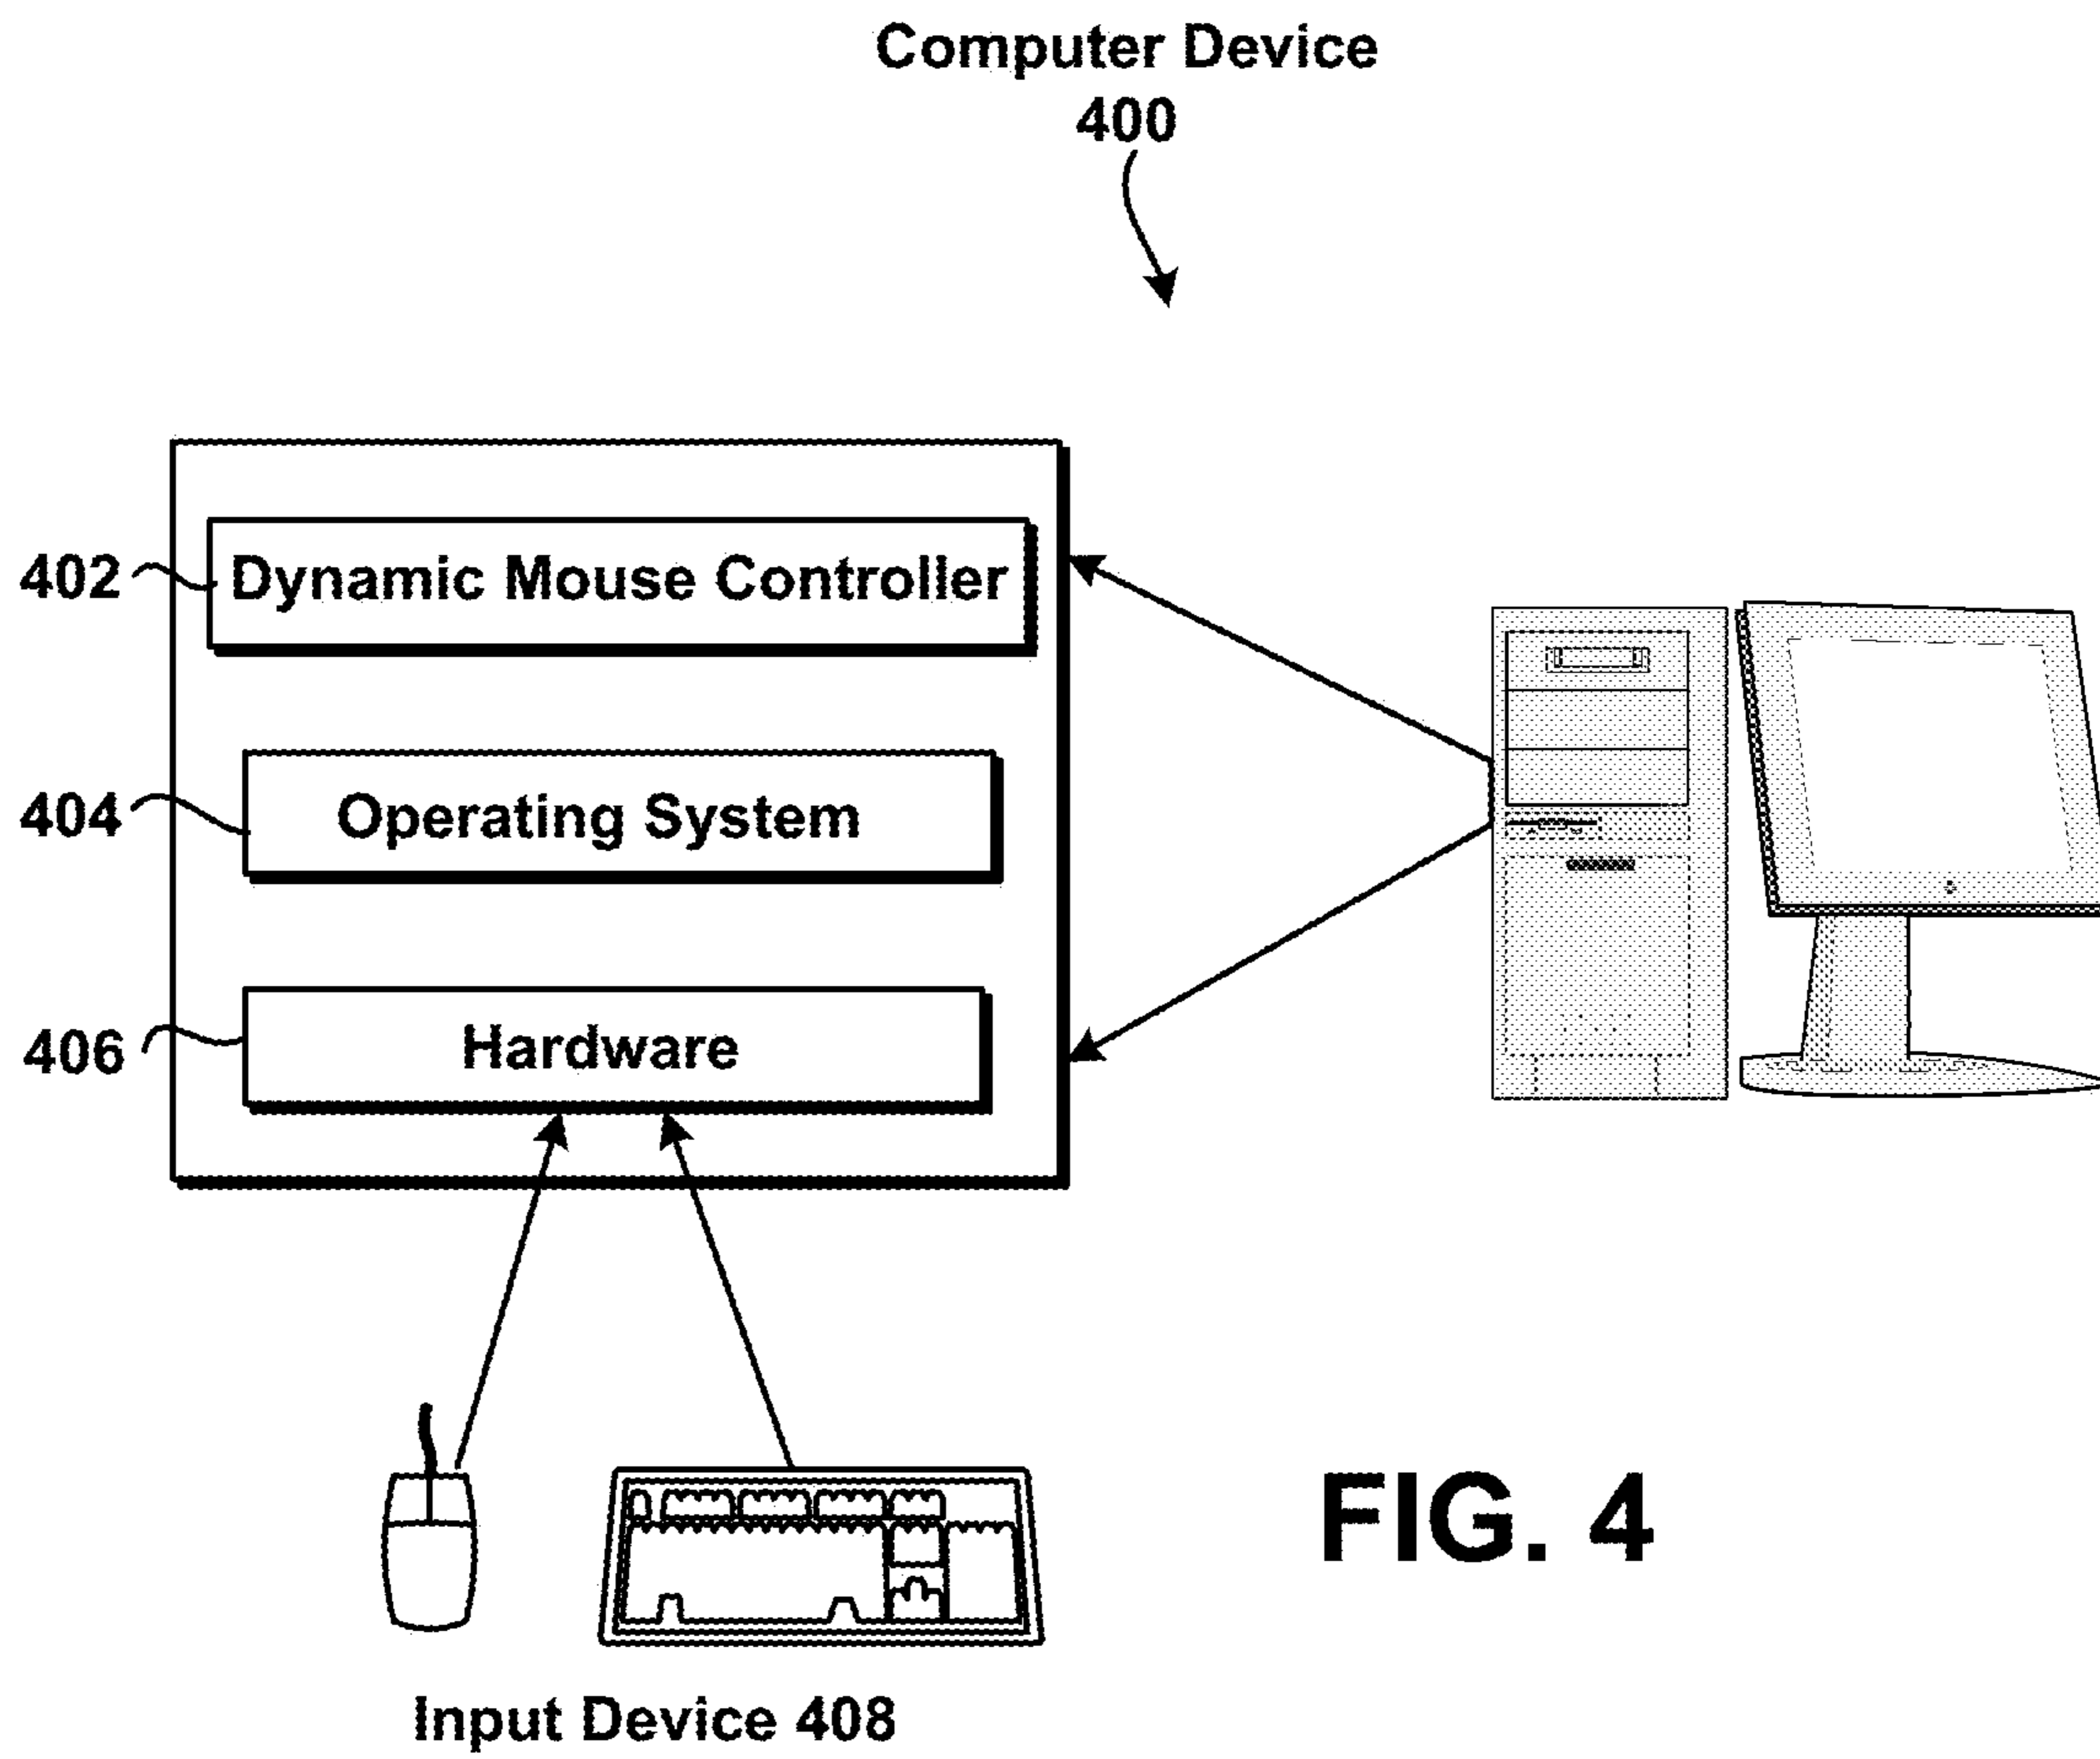 Computer Device
400
402 Dynamic Mouse Controller
404 Operating System
406 Hardware
FIG. 4
Input Device 408